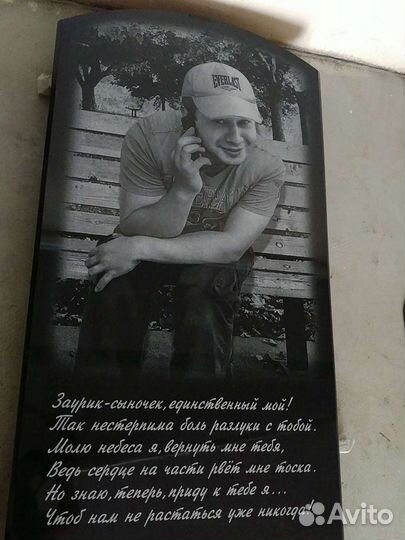 EVERLAST
Заурик-сыночек, единственный мой!
Так нестерпима боль разлуки с тобой.
Молю небеса я, вернуть мне тебя,
Ведь сердце на части рвёт мне тоска.
Но знаю, теперь, приду к тебе я...
Чтоб нам не растаться уже никогда!
Avito